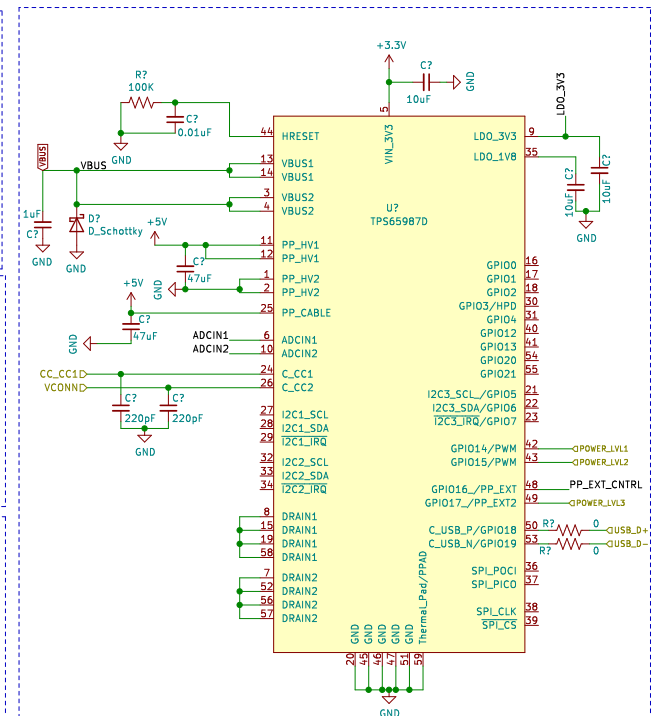 +3.3V
C?
10uF
GND
5
VIN_3V3
R?
100K
C?
0.01uF
GND
44 HRESET
VBUS
VBUS
13 VBUS1
14 VBUS1
3 VBUS2
4 VBUS2
1uF
C?
GND
D?
D_Schottky
GND
+5V
11 PP_HV1
12 PP_HV1
C?
47uF
GND
1 PP_HV2
2 PP_HV2
+5V
25 PP_CABLE
C?
47uF
GND
ADCIN1 6 ADCIN1
ADCIN2 10 ADCIN2
CC_CC1 24 C_CC1
VCONN 26 C_CC2
C?
220pF
C?
220pF
GND
27 I2C1_SCL
28 I2C1_SDA
29 I2C1_IRQ
32 I2C2_SCL
33 I2C2_SDA
34 I2C2_IRQ
8 DRAIN1
15 DRAIN1
19 DRAIN1
58 DRAIN1
7 DRAIN2
52 DRAIN2
56 DRAIN2
57 DRAIN2
U?
TPS65987D
LDO_3V3
LDO_3V3 9
LDO_1V8 35
C?
10uF
C?
10uF
GND
GPIO0 16
GPIO1 17
GPIO2 18
GPIO3/HPD 30
GPIO4 31
GPIO12 40
GPIO13 41
GPIO20 54
GPIO21 55
I2C3_SCL_/GPIO5 21
I2C3_SDA/GPIO6 22
I2C3_IRQ/GPIO7 23
GPIO14/PWM 42 POWER_LVL1
GPIO15/PWM 43 POWER_LVL2
GPIO16_/PP_EXT 48 PP_EXT_CNTRL
GPIO17_/PP_EXT2 49 POWER_LVL3
C_USB_P/GPIO18 50 R? 0 USB_D+
C_USB_N/GPIO19 53 R? 0 USB_D-
SPI_POCI 36
SPI_PICO 37
SPI_CLK 38
SPI_CS 39
GND GND GND GND GND Thermal_Pad/PPAD
20 45 46 47 51 59
GND